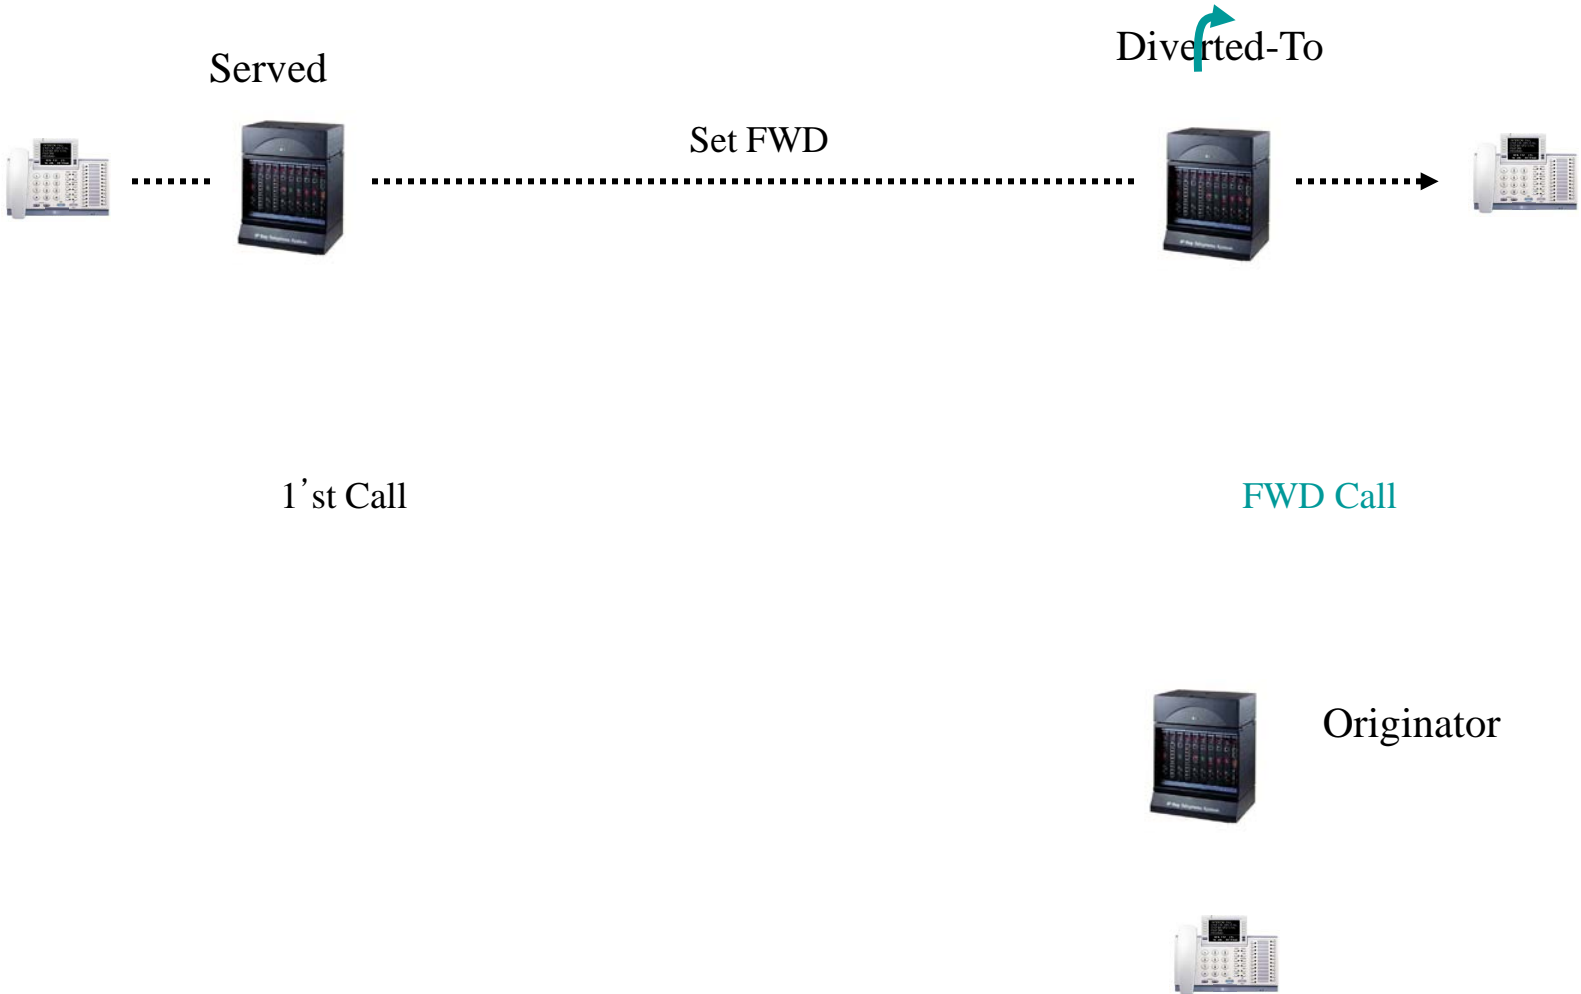 Diverted-To
Served
Set FWD
1’st Call
FWD Call
Originator